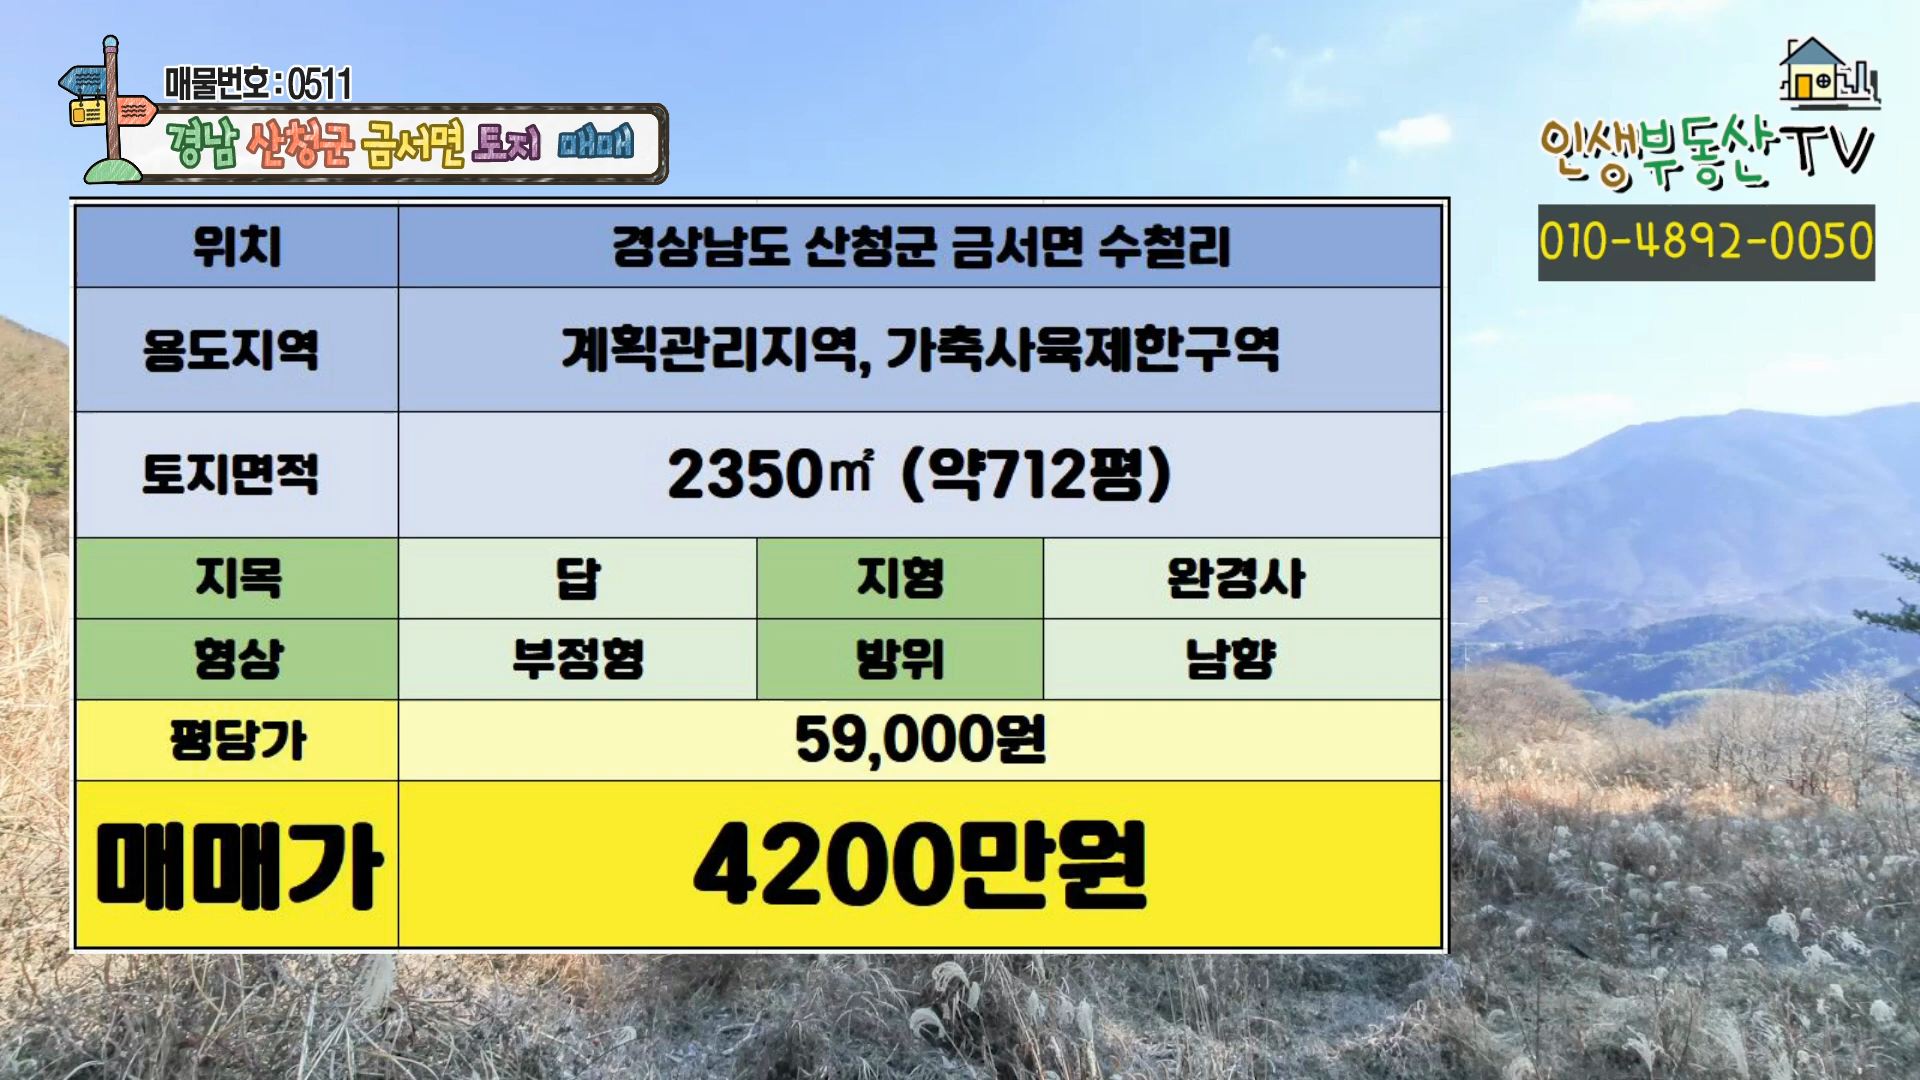 매물번호 : 0511
경남 산청군 금서면 토지 매매
인생부동산TV
010-4892-0050
위치 경상남도 산청군 금서면 수철리
용도지역 계획관리지역, 가축사육제한구역
토지면적 2350㎡ (약712평)
지목 답 지형 완경사
형상 부정형 방위 남향
평당가 59,000원
매매가 4200만원